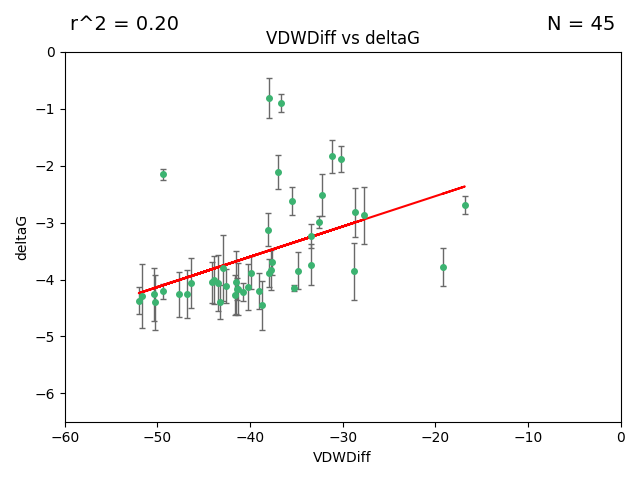 r^2 = 0.20
N = 45
VDWDiff vs deltaG
0
−1
−2
−3
−4
−5
−6
deltaG
−60 −50 −40 −30 −20 −10 0
VDWDiff